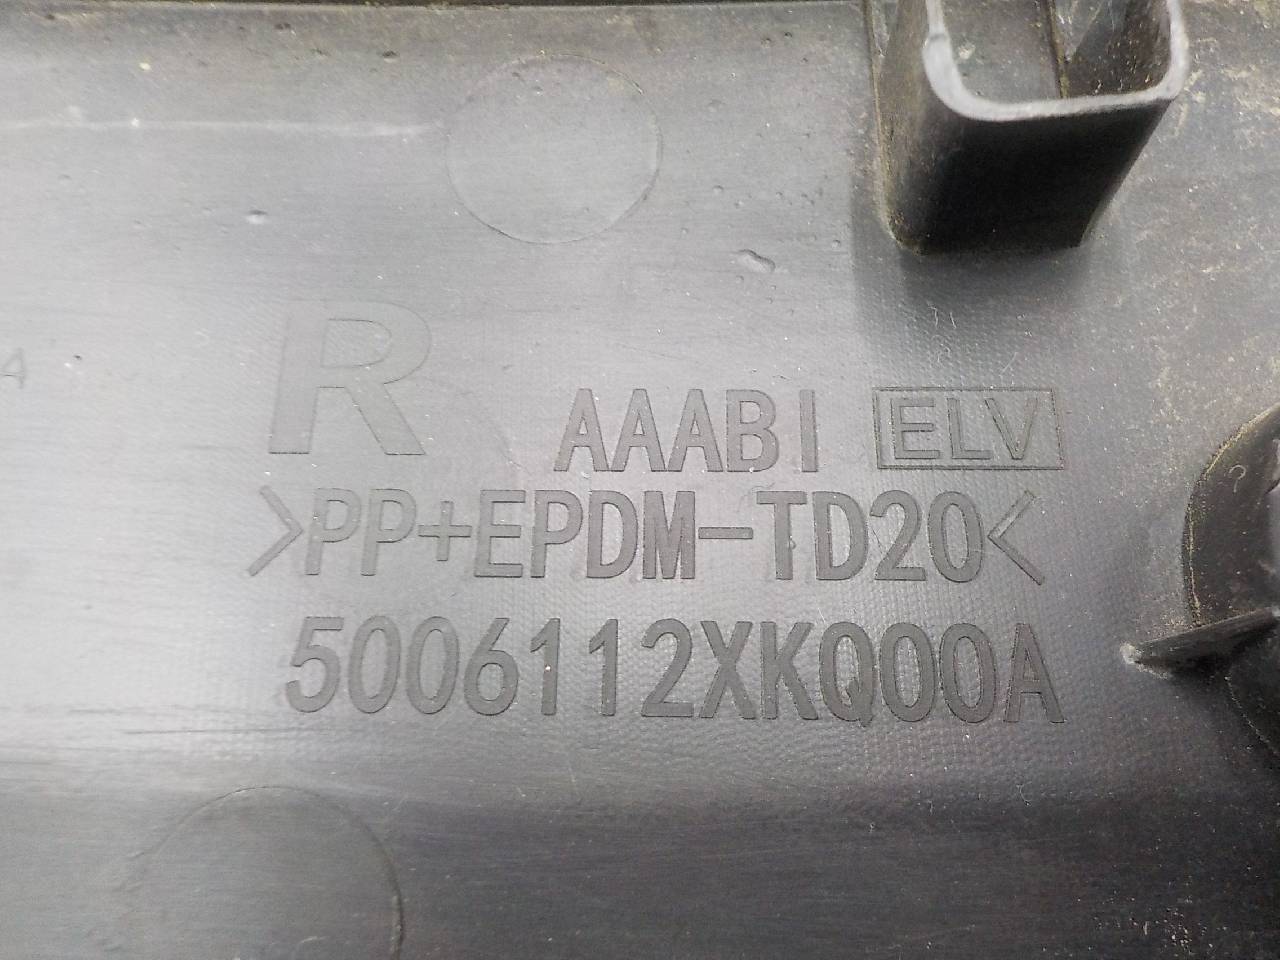 R
AAABI ELV
>PP+EPDM-TD20<
5006112XKQ00A